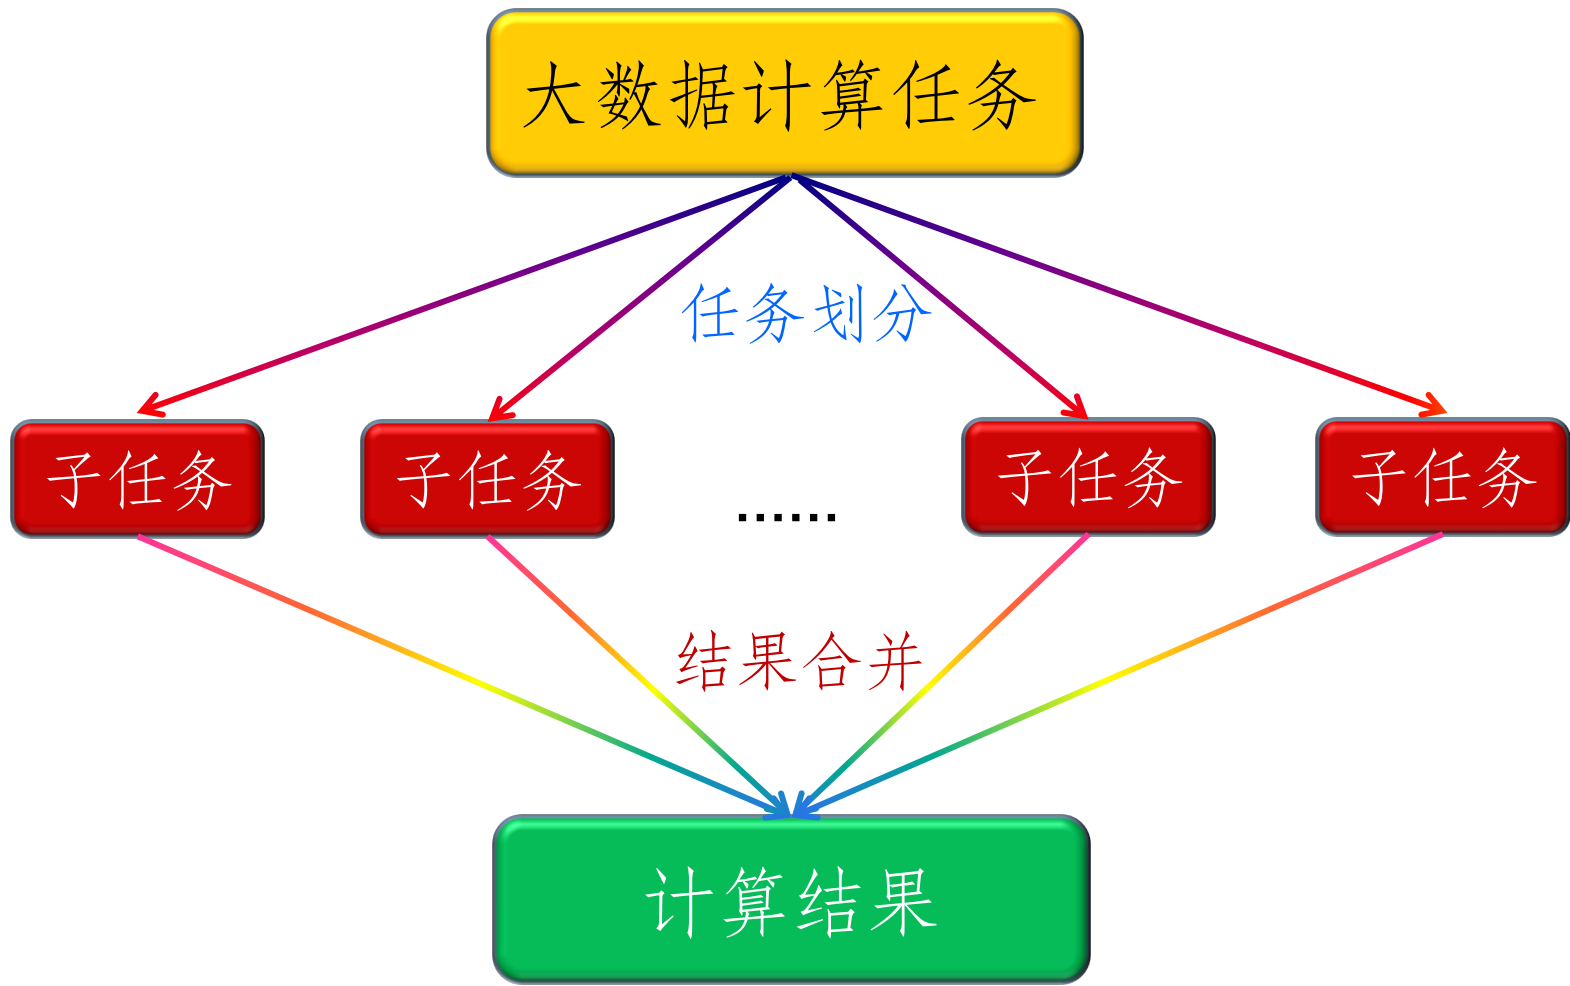 大数据计算任务
任务划分
子任务
子任务
......
子任务
子任务
结果合并
计算结果